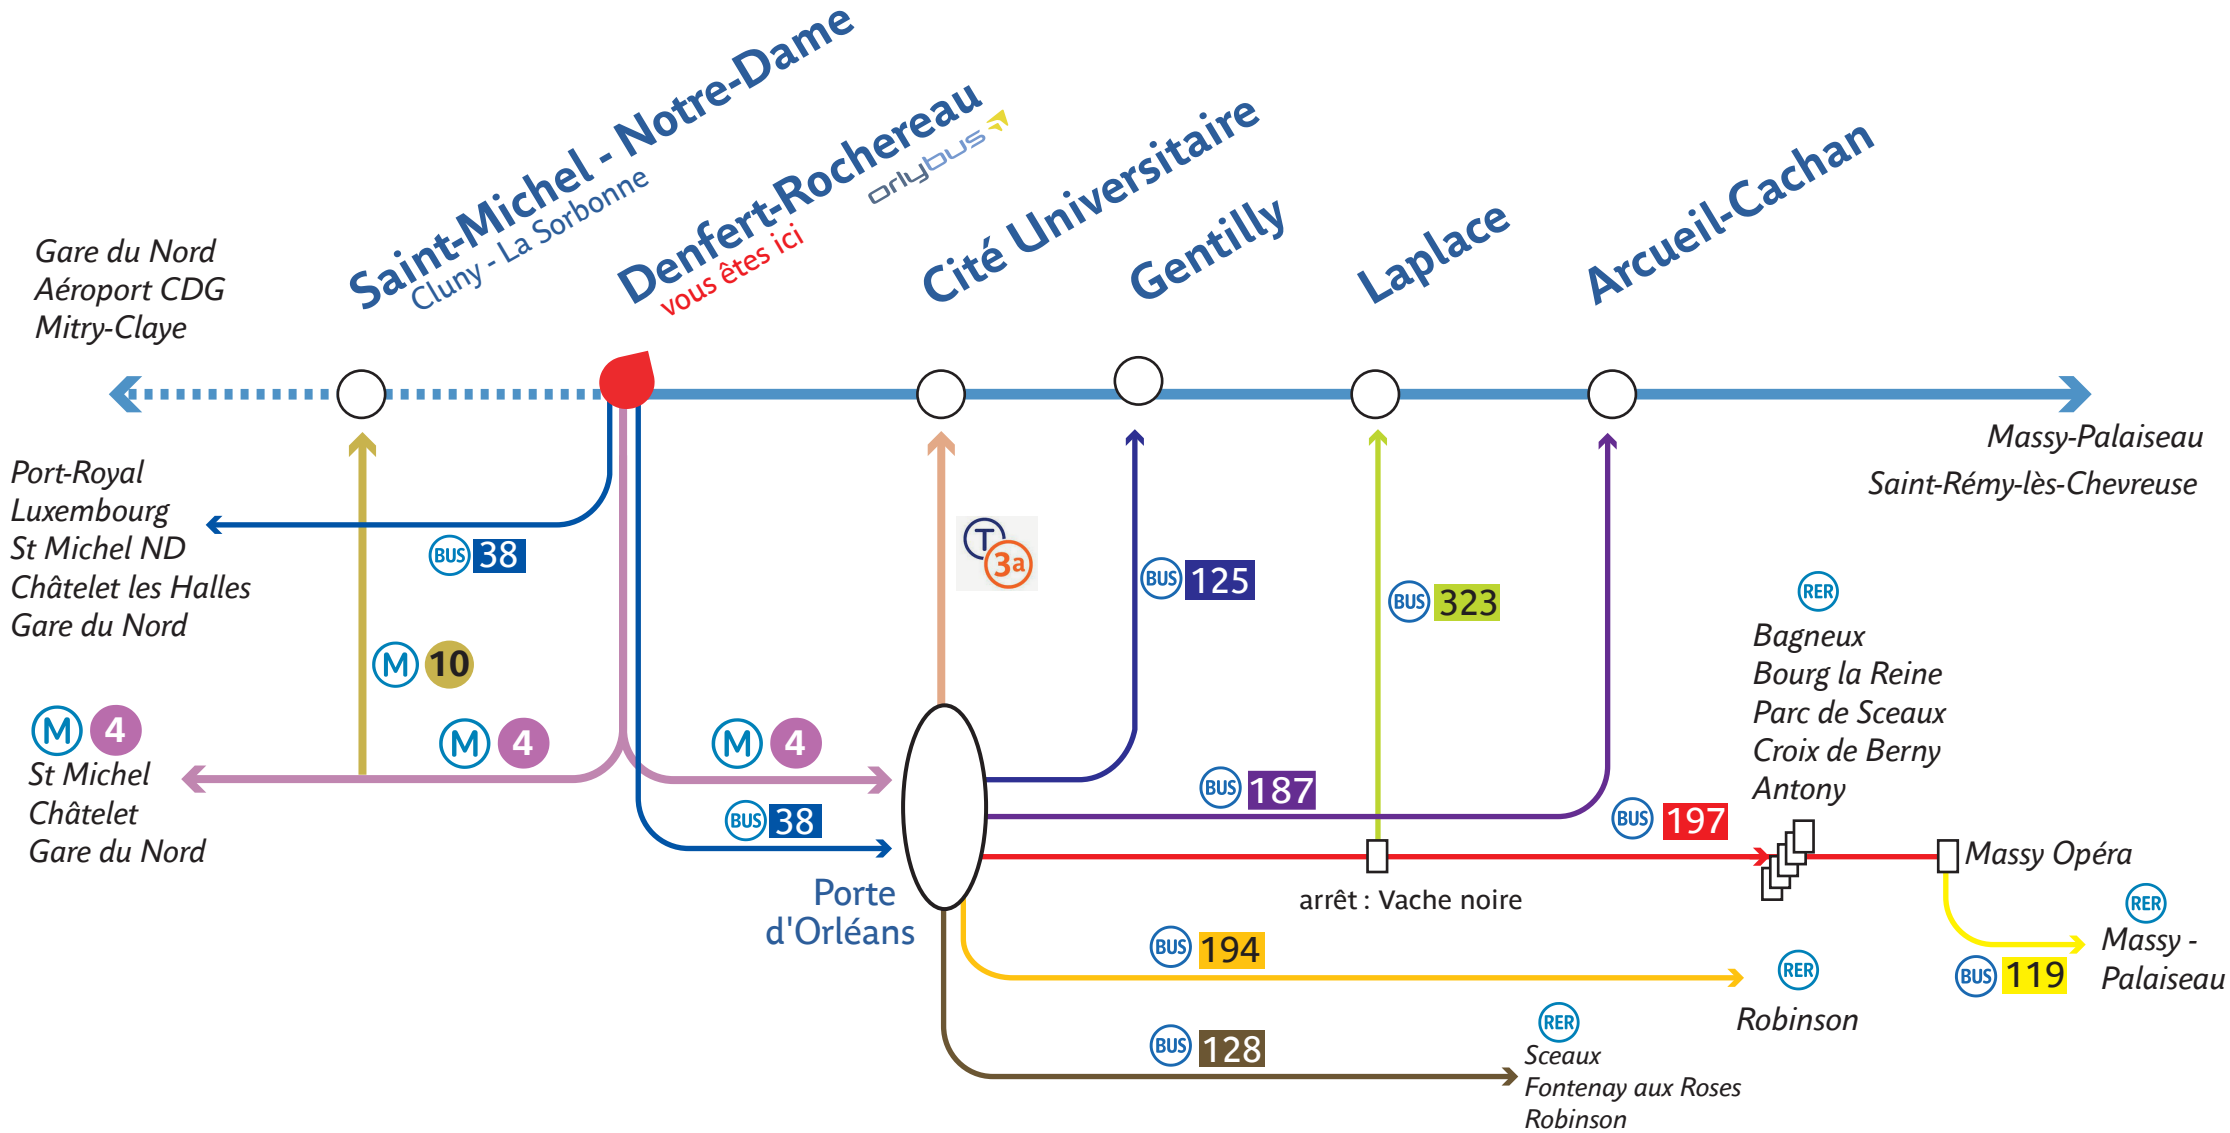 Saint-Michel - Notre-Dame
Cluny - La Sorbonne
Denfert-Rochereau
vous êtes ici
orlybus
Cité Universitaire
Gentilly
Laplace
Arcueil-Cachan
Gare du Nord
Aéroport CDG
Mitry-Claye
Massy-Palaiseau
Saint-Rémy-lès-Chevreuse
Port-Royal
Luxembourg
St Michel ND
Châtelet les Halles
Gare du Nord
BUS 38
T 3a
BUS 125
BUS 323
RER
Bagneux
Bourg la Reine
Parc de Sceaux
Croix de Berny
Antony
M 10
M 4
St Michel
Châtelet
Gare du Nord
M 4
M 4
BUS 38
BUS 187
BUS 197
Porte
d'Orléans
arrêt : Vache noire
Massy Opéra
RER
Massy -
Palaiseau
BUS 119
BUS 194
RER
Robinson
BUS 128
RER
Sceaux
Fontenay aux Roses
Robinson